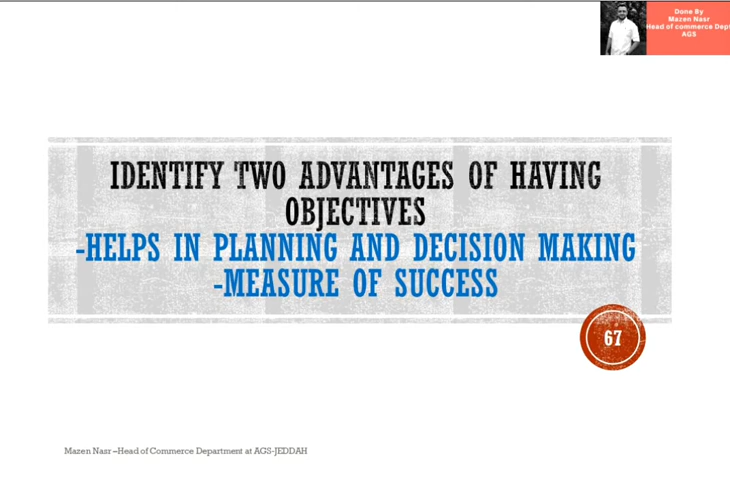 Done By
Mazen Nasr
Head of commerce Dept
AGS
IDENTIFY TWO ADVANTAGES OF HAVING
OBJECTIVES
-HELPS IN PLANNING AND DECISION MAKING
-MEASURE OF SUCCESS
67
Mazen Nasr –Head of Commerce Department at AGS-JEDDAH